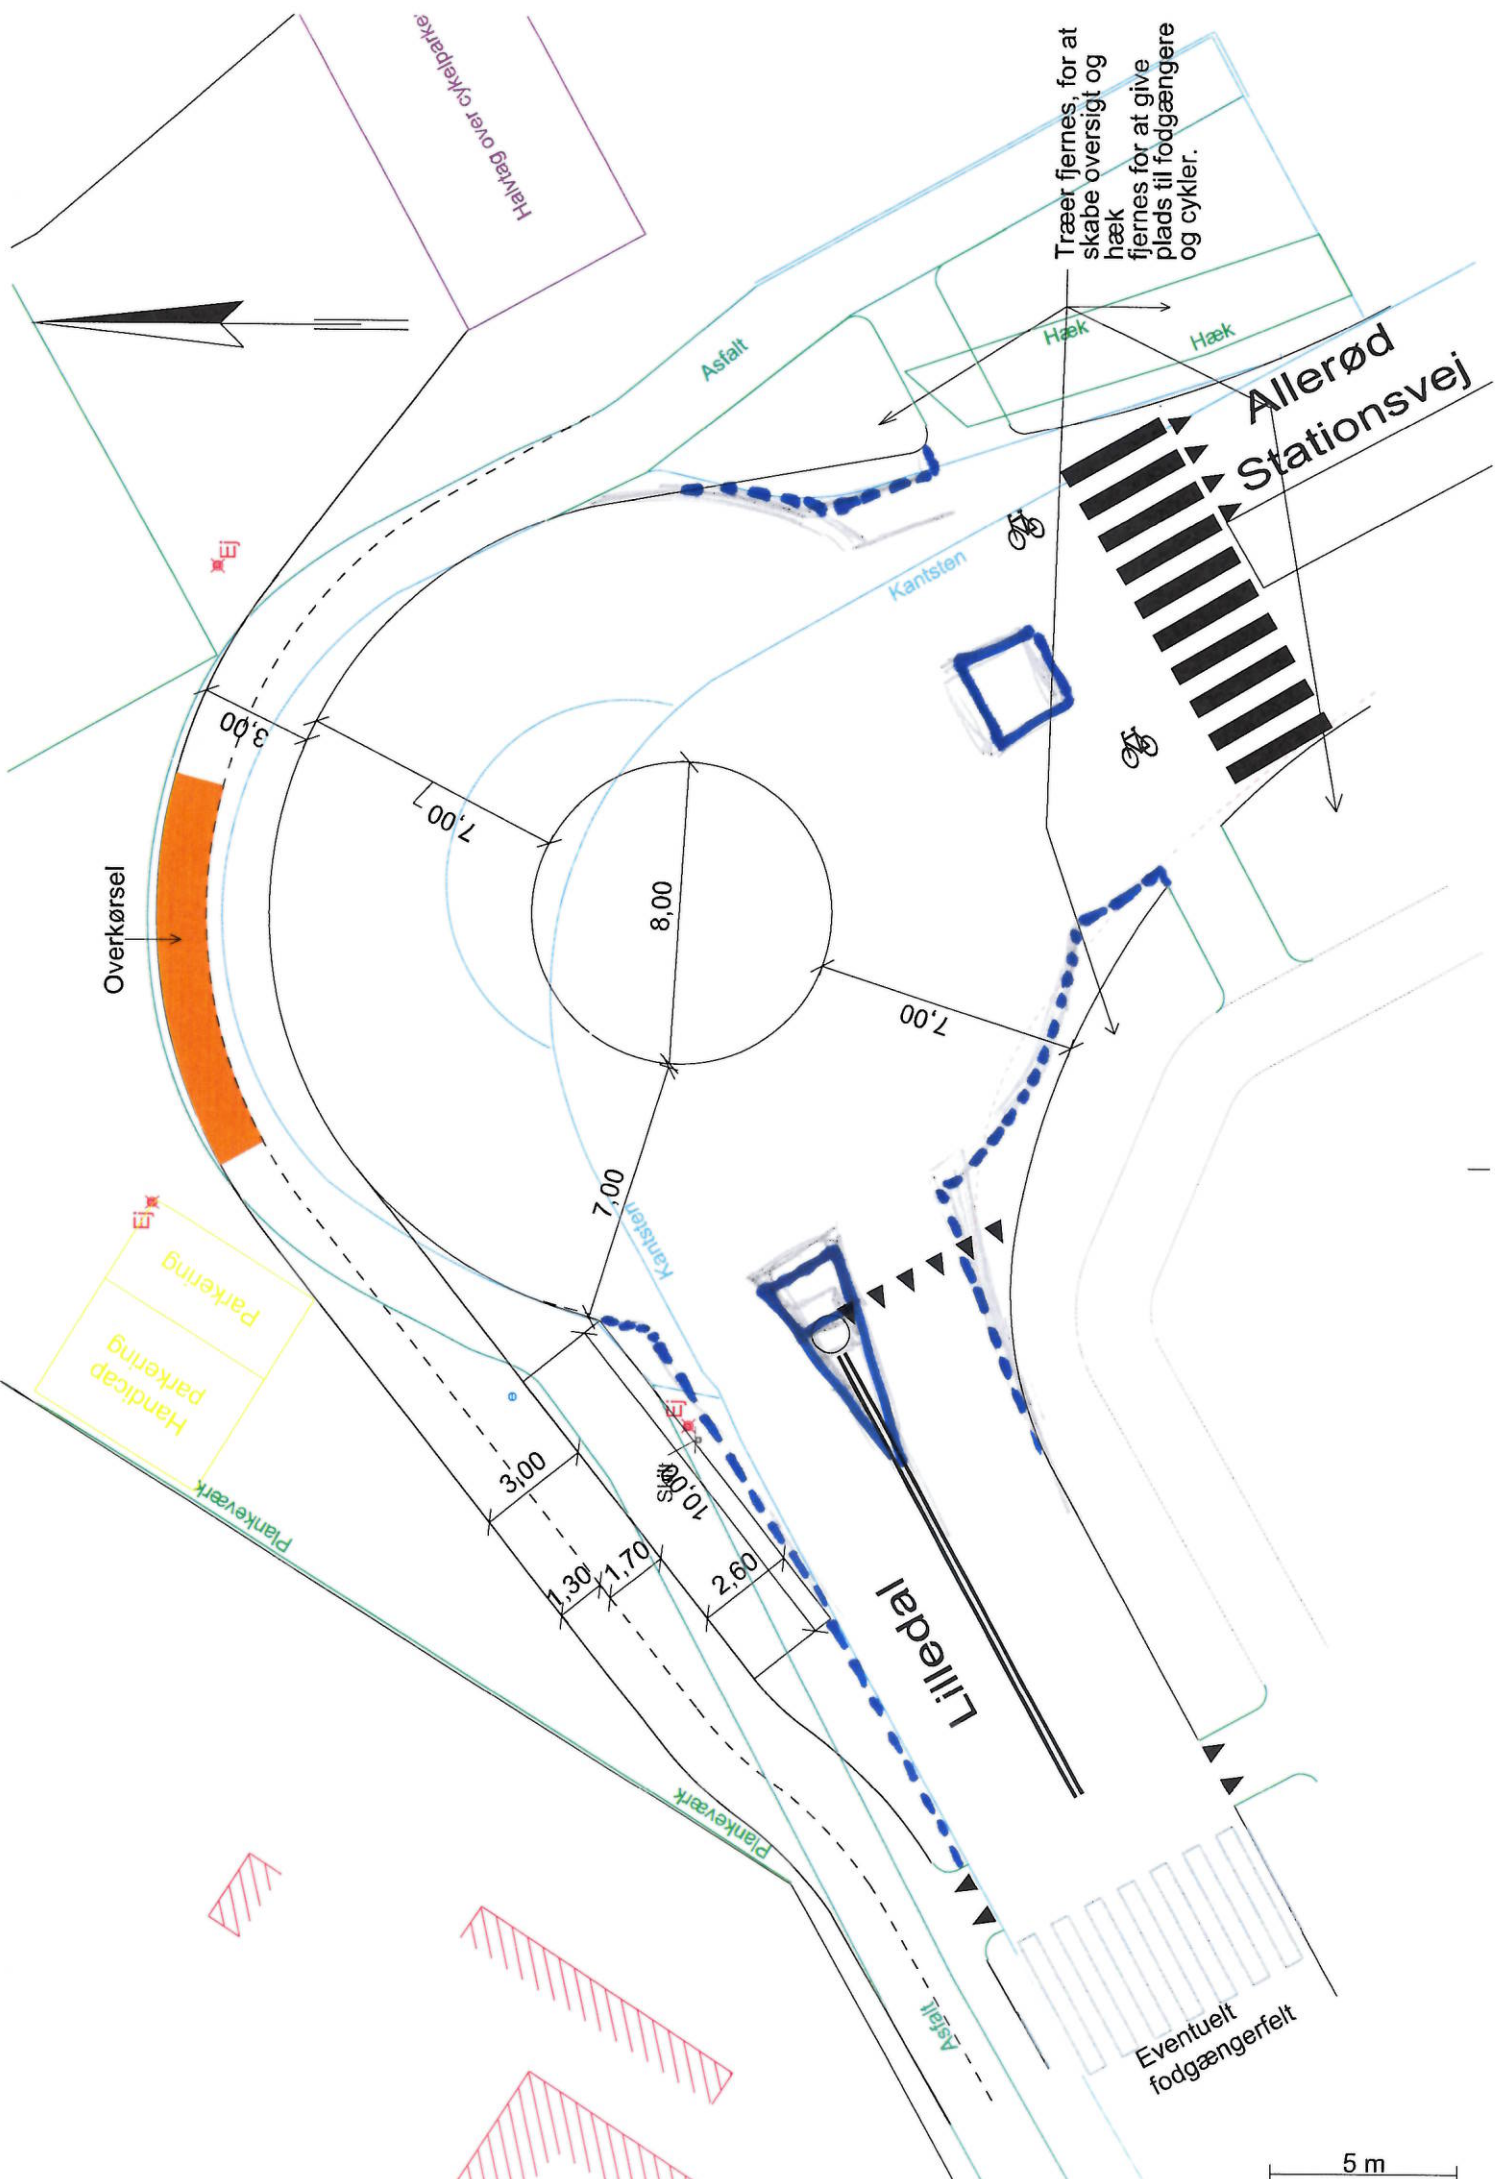 Halvtag over cykelparke
Træer fjernes, for at
skabe oversigt og
hæk
fjernes for at give
plads til fodgængere
og cykler.
Asfalt
Hæk
Hæk
Allerød
Stationsvej
Ej
Kantsten
3,00
7,00
Overkørsel
8,00
7,00
7,00
Kantsten
Ej
Parkering
Handicap
parkering
Ej
Skilt
10,00
Plankeværk
3,00
1,30
1,70
2,60
Lilledal
Plankeværk
Plankeværk
Asfalt
Eventuelt
fodgængerfelt
5 m